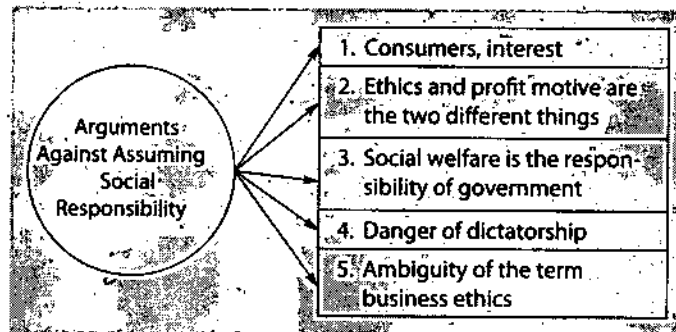 Arguments
Against Assuming
Social
Responsibility
1. Consumers, interest
2. Ethics and profit motive are
the two different things
3. Social welfare is the respon-
sibility of government
4. Danger of dictatorship
5. Ambiguity of the term
business ethics